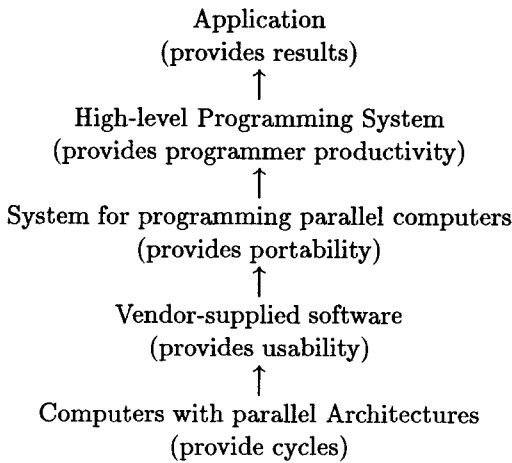 Application
(provides results)
High-level Programming System
(provides programmer productivity)
System for programming parallel computers
(provides portability)
Vendor-supplied software
(provides usability)
Computers with parallel Architectures
(provide cycles)